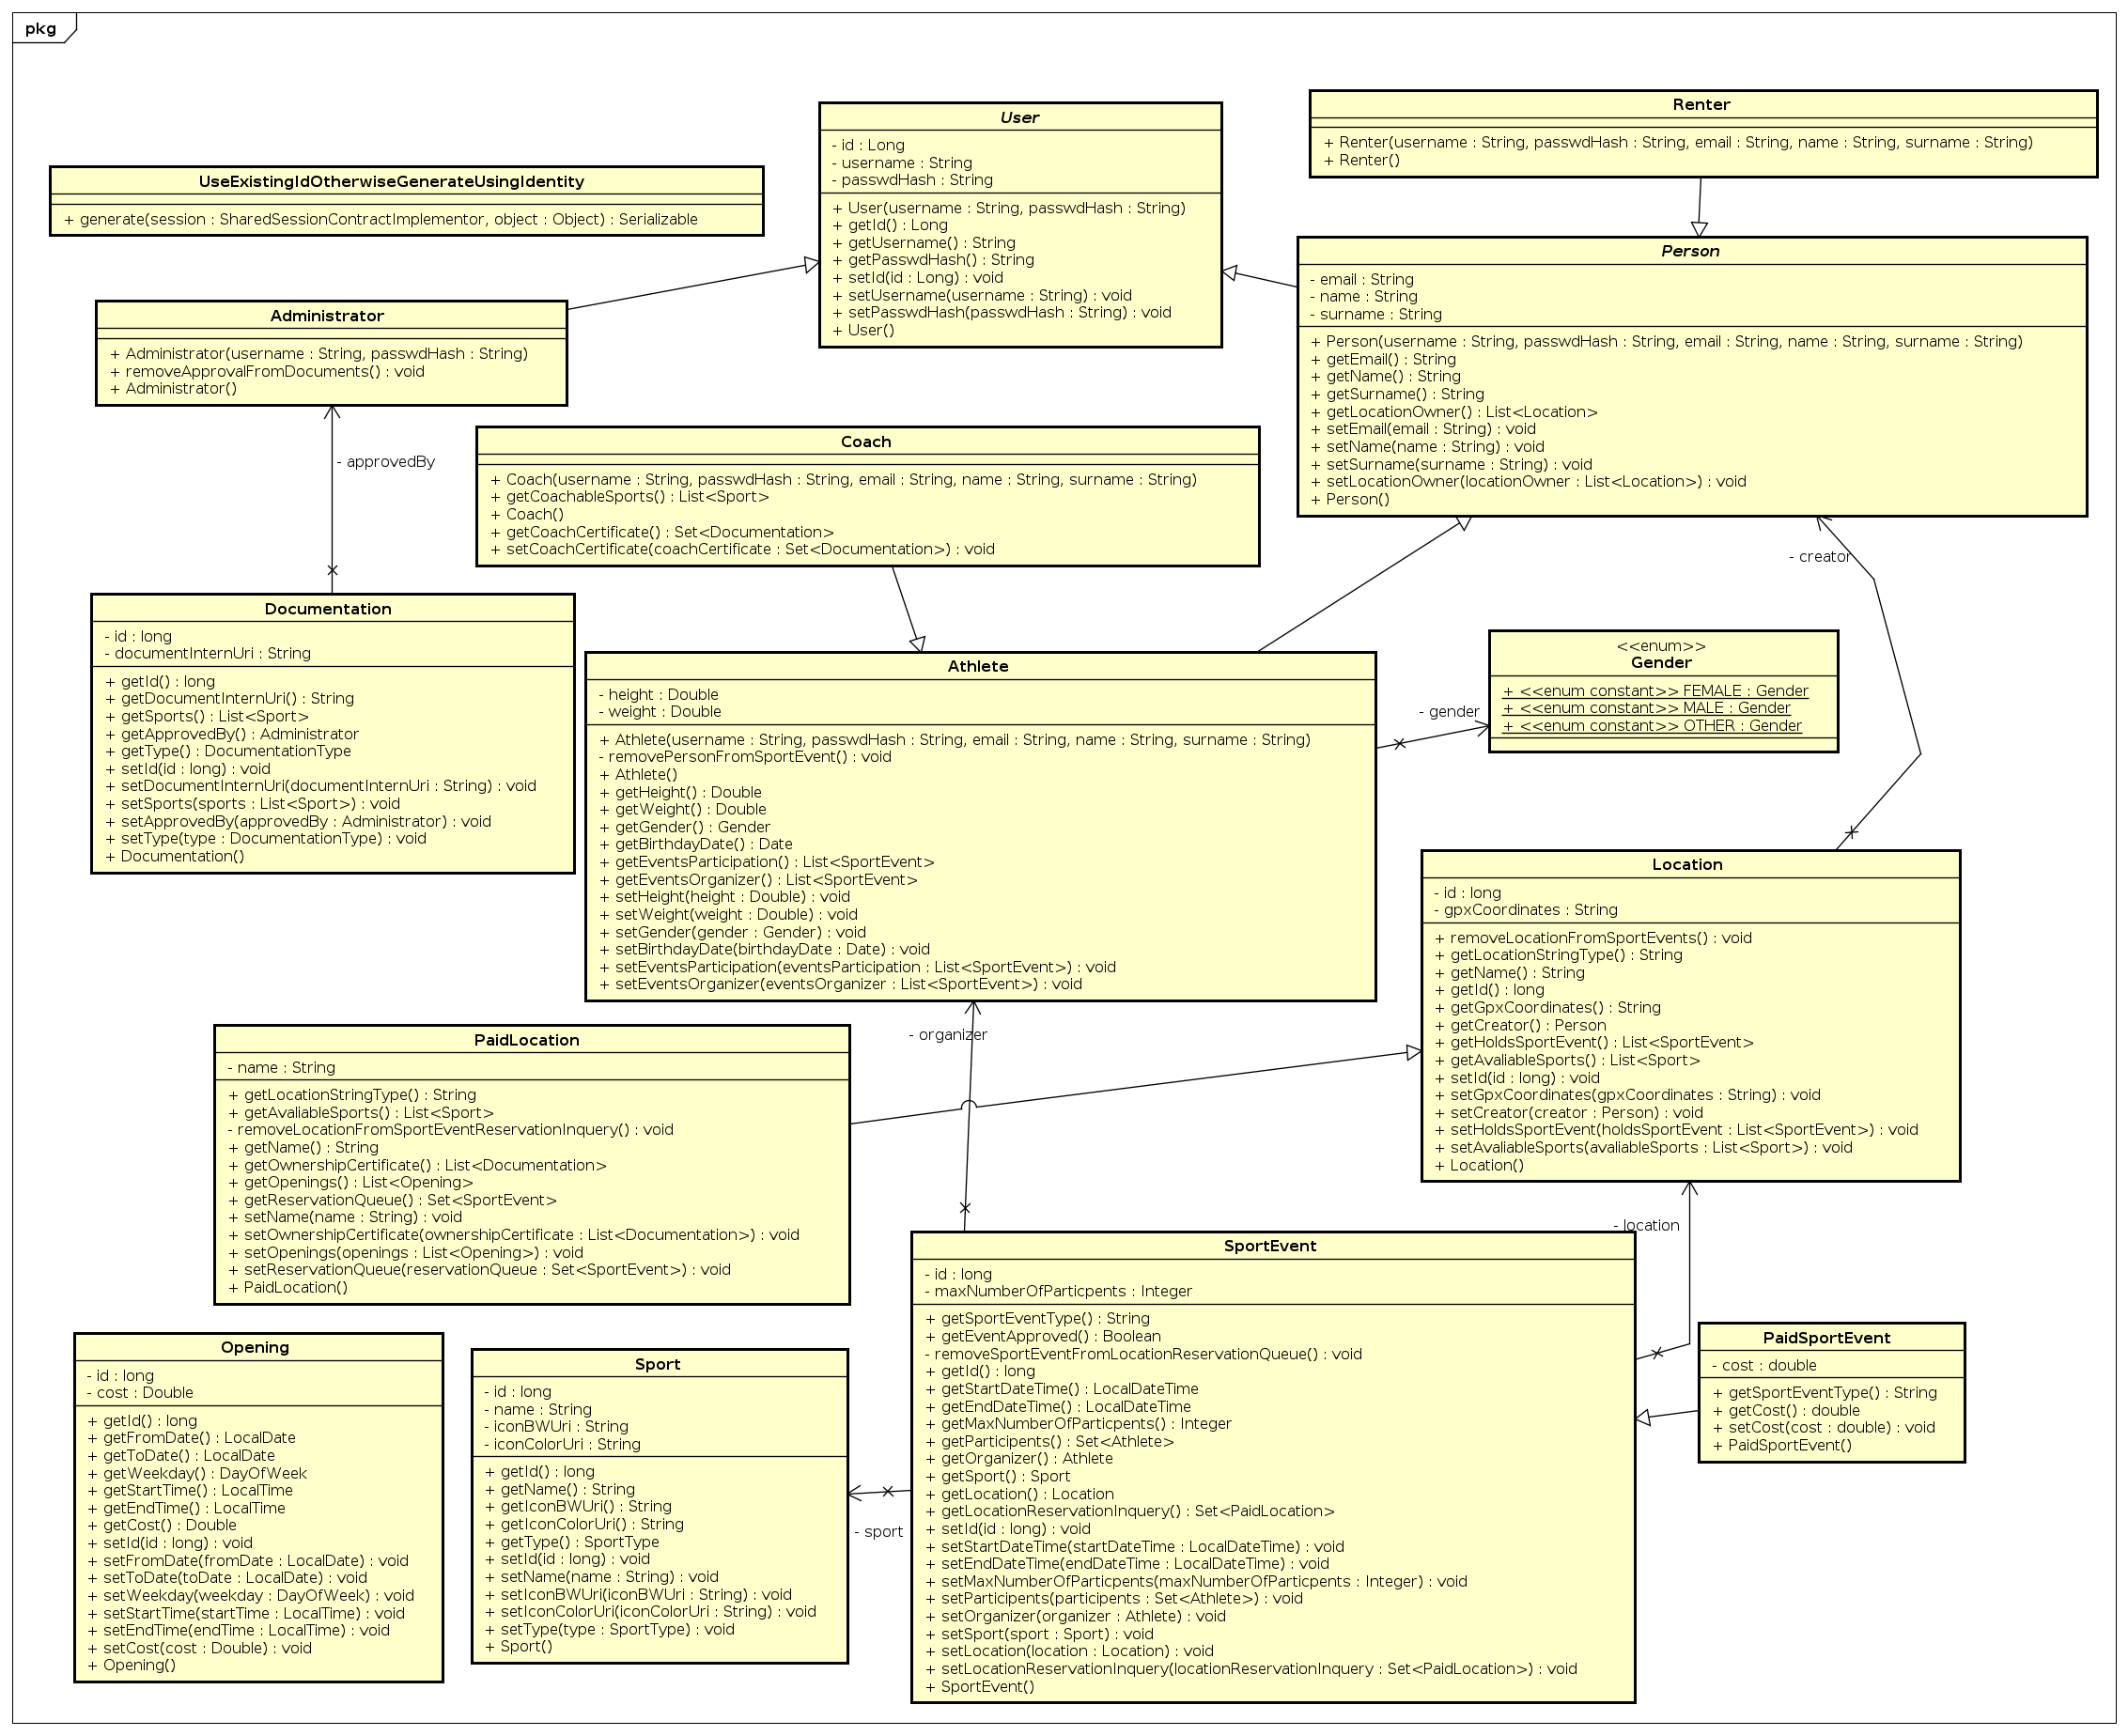 pkg
User
- id : Long
- username : String
- passwdHash : String
+ User(username : String, passwdHash : String)
+ getId() : Long
+ getUsername() : String
+ getPasswdHash() : String
+ setId(id : Long) : void
+ setUsername(username : String) : void
+ setPasswdHash(passwdHash : String) : void
+ User()
Renter
+ Renter(username : String, passwdHash : String, email : String, name : String, surname : String)
+ Renter()
UseExistingIdOtherwiseGenerateUsingIdentity
+ generate(session : SharedSessionContractImplementor, object : Object) : Serializable
Person
- email : String
- name : String
- surname : String
+ Person(username : String, passwdHash : String, email : String, name : String, surname : String)
+ getEmail() : String
+ getName() : String
+ getSurname() : String
+ getLocationOwner() : List<Location>
+ setEmail(email : String) : void
+ setName(name : String) : void
+ setSurname(surname : String) : void
+ setLocationOwner(locationOwner : List<Location>) : void
+ Person()
Administrator
+ Administrator(username : String, passwdHash : String)
+ removeApprovalFromDocuments() : void
+ Administrator()
- approvedBy
Coach
+ Coach(username : String, passwdHash : String, email : String, name : String, surname : String)
+ getCoachableSports() : List<Sport>
+ Coach()
+ getCoachCertificate() : Set<Documentation>
+ setCoachCertificate(coachCertificate : Set<Documentation>) : void
- creator
Documentation
- id : long
- documentInternUri : String
+ getId() : long
+ getDocumentInternUri() : String
+ getSports() : List<Sport>
+ getApprovedBy() : Administrator
+ getType() : DocumentationType
+ setId(id : long) : void
+ setDocumentInternUri(documentInternUri : String) : void
+ setSports(sports : List<Sport>) : void
+ setApprovedBy(approvedBy : Administrator) : void
+ setType(type : DocumentationType) : void
+ Documentation()
Athlete
- height : Double
- weight : Double
+ Athlete(username : String, passwdHash : String, email : String, name : String, surname : String)
- removePersonFromSportEvent() : void
+ Athlete()
+ getHeight() : Double
+ getWeight() : Double
+ getGender() : Gender
+ getBirthdayDate() : Date
+ getEventsParticipation() : List<SportEvent>
+ getEventsOrganizer() : List<SportEvent>
+ setHeight(height : Double) : void
+ setWeight(weight : Double) : void
+ setGender(gender : Gender) : void
+ setBirthdayDate(birthdayDate : Date) : void
+ setEventsParticipation(eventsParticipation : List<SportEvent>) : void
+ setEventsOrganizer(eventsOrganizer : List<SportEvent>) : void
- gender
<<enum>>
Gender
+ <<enum constant>> FEMALE : Gender
+ <<enum constant>> MALE : Gender
+ <<enum constant>> OTHER : Gender
Location
- id : long
- gpxCoordinates : String
+ removeLocationFromSportEvents() : void
+ getLocationStringType() : String
+ getName() : String
+ getId() : long
+ getGpxCoordinates() : String
+ getCreator() : Person
+ getHoldsSportEvent() : List<SportEvent>
+ getAvaliableSports() : List<Sport>
+ setId(id : long) : void
+ setGpxCoordinates(gpxCoordinates : String) : void
+ setCreator(creator : Person) : void
+ setHoldsSportEvent(holdsSportEvent : List<SportEvent>) : void
+ setAvaliableSports(avaliableSports : List<Sport>) : void
+ Location()
- organizer
PaidLocation
- name : String
+ getLocationStringType() : String
+ getAvaliableSports() : List<Sport>
- removeLocationFromSportEventReservationInquery() : void
+ getName() : String
+ getOwnershipCertificate() : List<Documentation>
+ getOpenings() : List<Opening>
+ getReservationQueue() : Set<SportEvent>
+ setName(name : String) : void
+ setOwnershipCertificate(ownershipCertificate : List<Documentation>) : void
+ setOpenings(openings : List<Opening>) : void
+ setReservationQueue(reservationQueue : Set<SportEvent>) : void
+ PaidLocation()
- location
SportEvent
- id : long
- maxNumberOfParticpents : Integer
+ getSportEventType() : String
+ getEventApproved() : Boolean
- removeSportEventFromLocationReservationQueue() : void
+ getId() : long
+ getStartDateTime() : LocalDateTime
+ getEndDateTime() : LocalDateTime
+ getMaxNumberOfParticpents() : Integer
+ getParticipents() : Set<Athlete>
+ getOrganizer() : Athlete
+ getSport() : Sport
+ getLocation() : Location
+ getLocationReservationInquery() : Set<PaidLocation>
+ setId(id : long) : void
+ setStartDateTime(startDateTime : LocalDateTime) : void
+ setEndDateTime(endDateTime : LocalDateTime) : void
+ setMaxNumberOfParticpents(maxNumberOfParticpents : Integer) : void
+ setParticipents(participents : Set<Athlete>) : void
+ setOrganizer(organizer : Athlete) : void
+ setSport(sport : Sport) : void
+ setLocation(location : Location) : void
+ setLocationReservationInquery(locationReservationInquery : Set<PaidLocation>) : void
+ SportEvent()
PaidSportEvent
- cost : double
+ getSportEventType() : String
+ getCost() : double
+ setCost(cost : double) : void
+ PaidSportEvent()
Opening
- id : long
- cost : Double
+ getId() : long
+ getFromDate() : LocalDate
+ getToDate() : LocalDate
+ getWeekday() : DayOfWeek
+ getStartTime() : LocalTime
+ getEndTime() : LocalTime
+ getCost() : Double
+ setId(id : long) : void
+ setFromDate(fromDate : LocalDate) : void
+ setToDate(toDate : LocalDate) : void
+ setWeekday(weekday : DayOfWeek) : void
+ setStartTime(startTime : LocalTime) : void
+ setEndTime(endTime : LocalTime) : void
+ setCost(cost : Double) : void
+ Opening()
Sport
- id : long
- name : String
- iconBWUri : String
- iconColorUri : String
+ getId() : long
+ getName() : String
+ getIconBWUri() : String
+ getIconColorUri() : String
+ getType() : SportType
+ setId(id : long) : void
+ setName(name : String) : void
+ setIconBWUri(iconBWUri : String) : void
+ setIconColorUri(iconColorUri : String) : void
+ setType(type : SportType) : void
+ Sport()
- sport